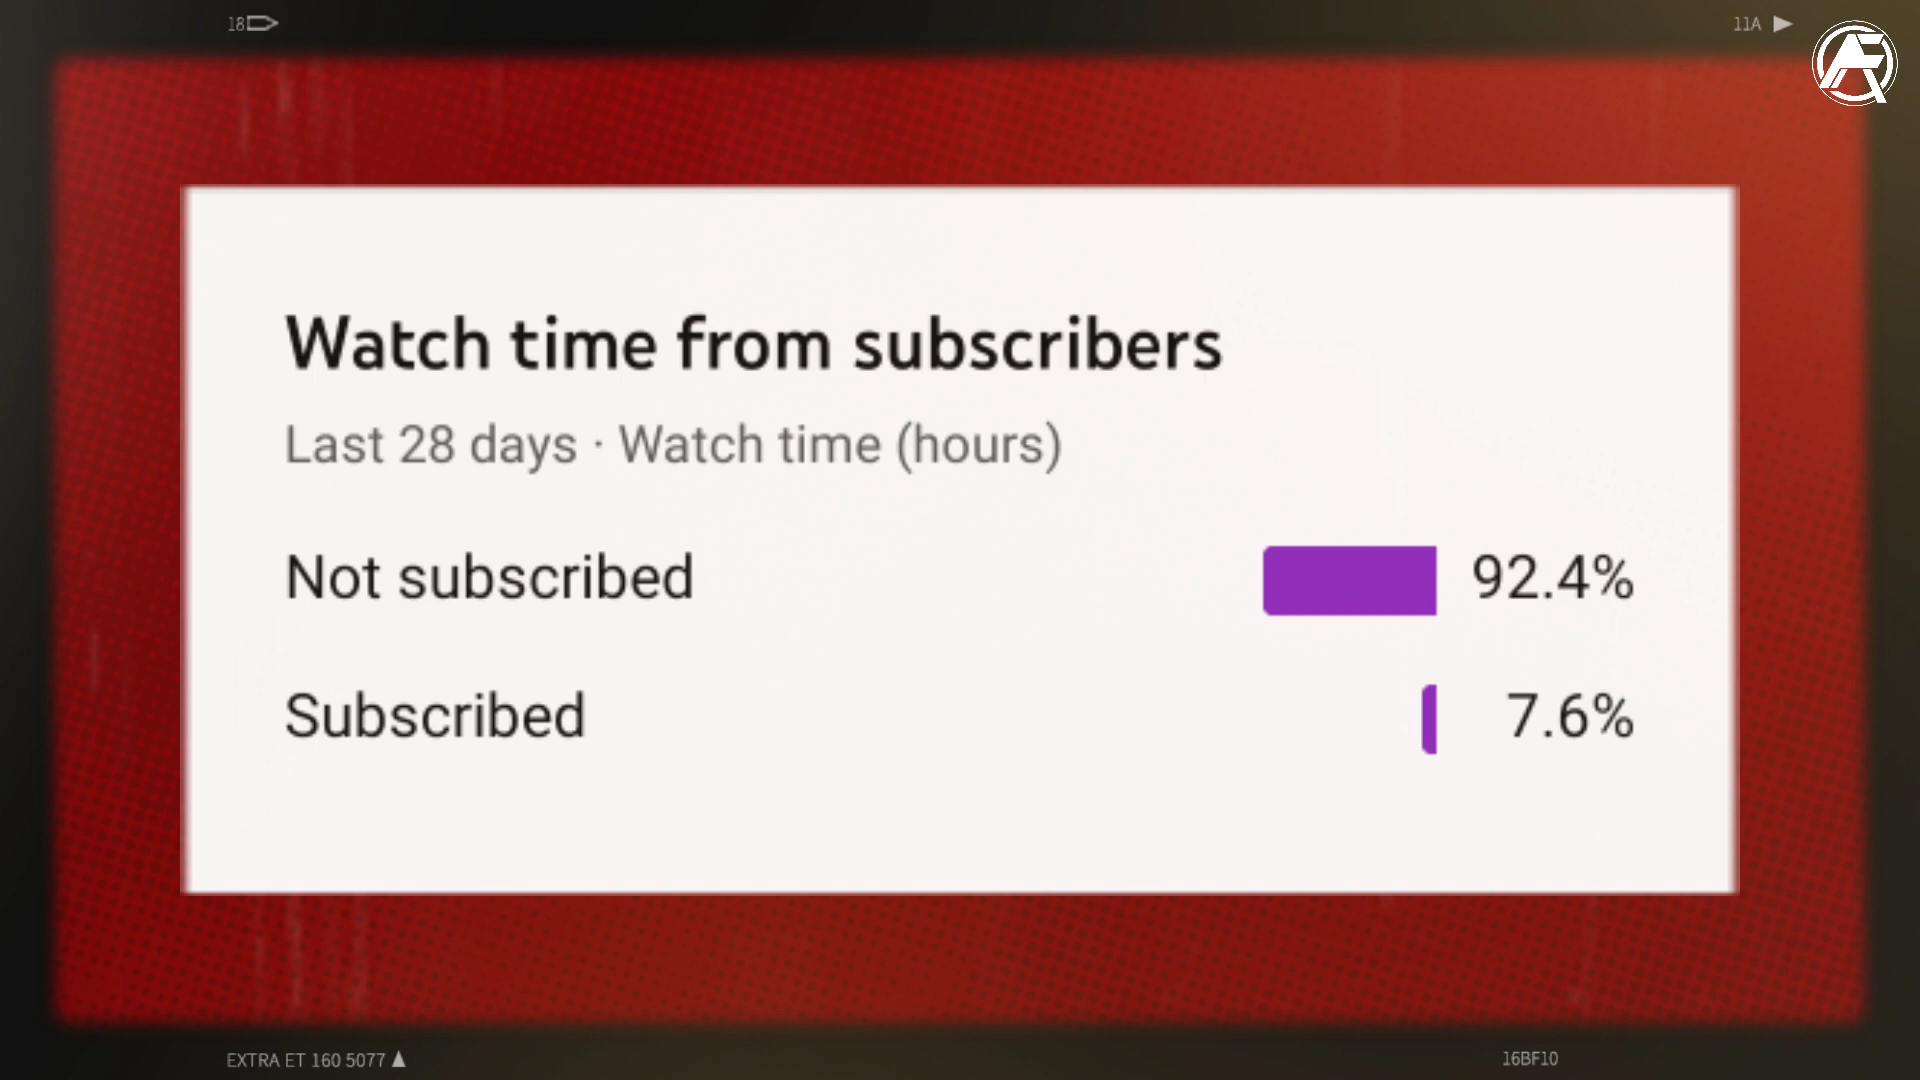 18
11A
Watch time from subscribers
Last 28 days · Watch time (hours)
Not subscribed 92.4%
Subscribed 7.6%
EXTRA ET 160 5077
16BF10